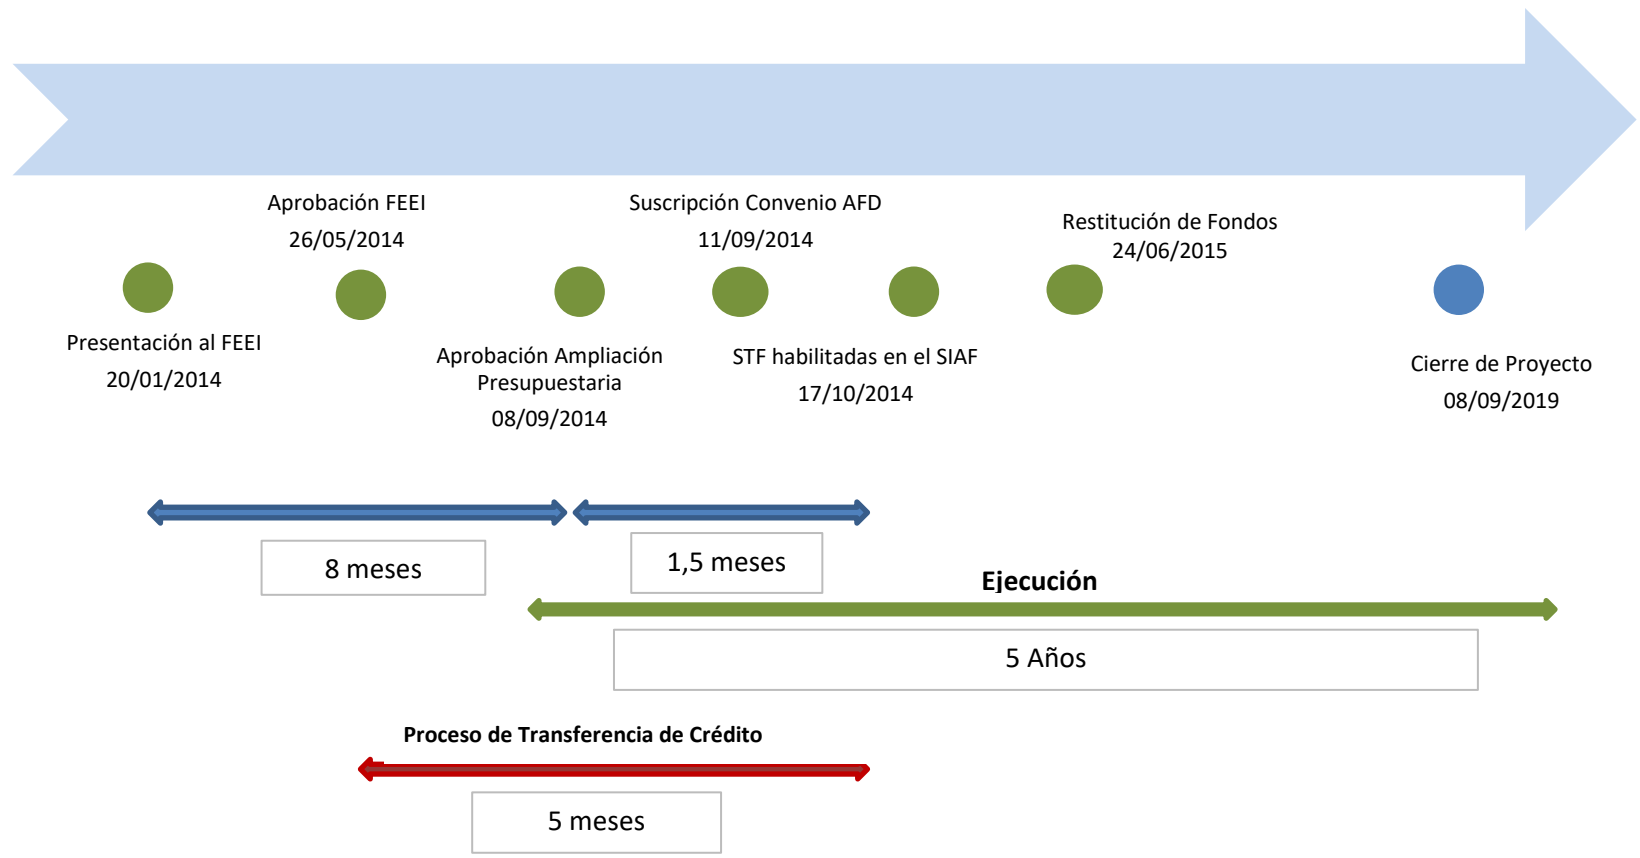 Aprobación FEEI
26/05/2014
Suscripción Convenio AFD
11/09/2014
Restitución de Fondos
24/06/2015
Presentación al FEEI
20/01/2014
Aprobación Ampliación
Presupuestaria
08/09/2014
STF habilitadas en el SIAF
17/10/2014
Cierre de Proyecto
08/09/2019
8 meses
1,5 meses
Ejecución
5 Años
Proceso de Transferencia de Crédito
5 meses